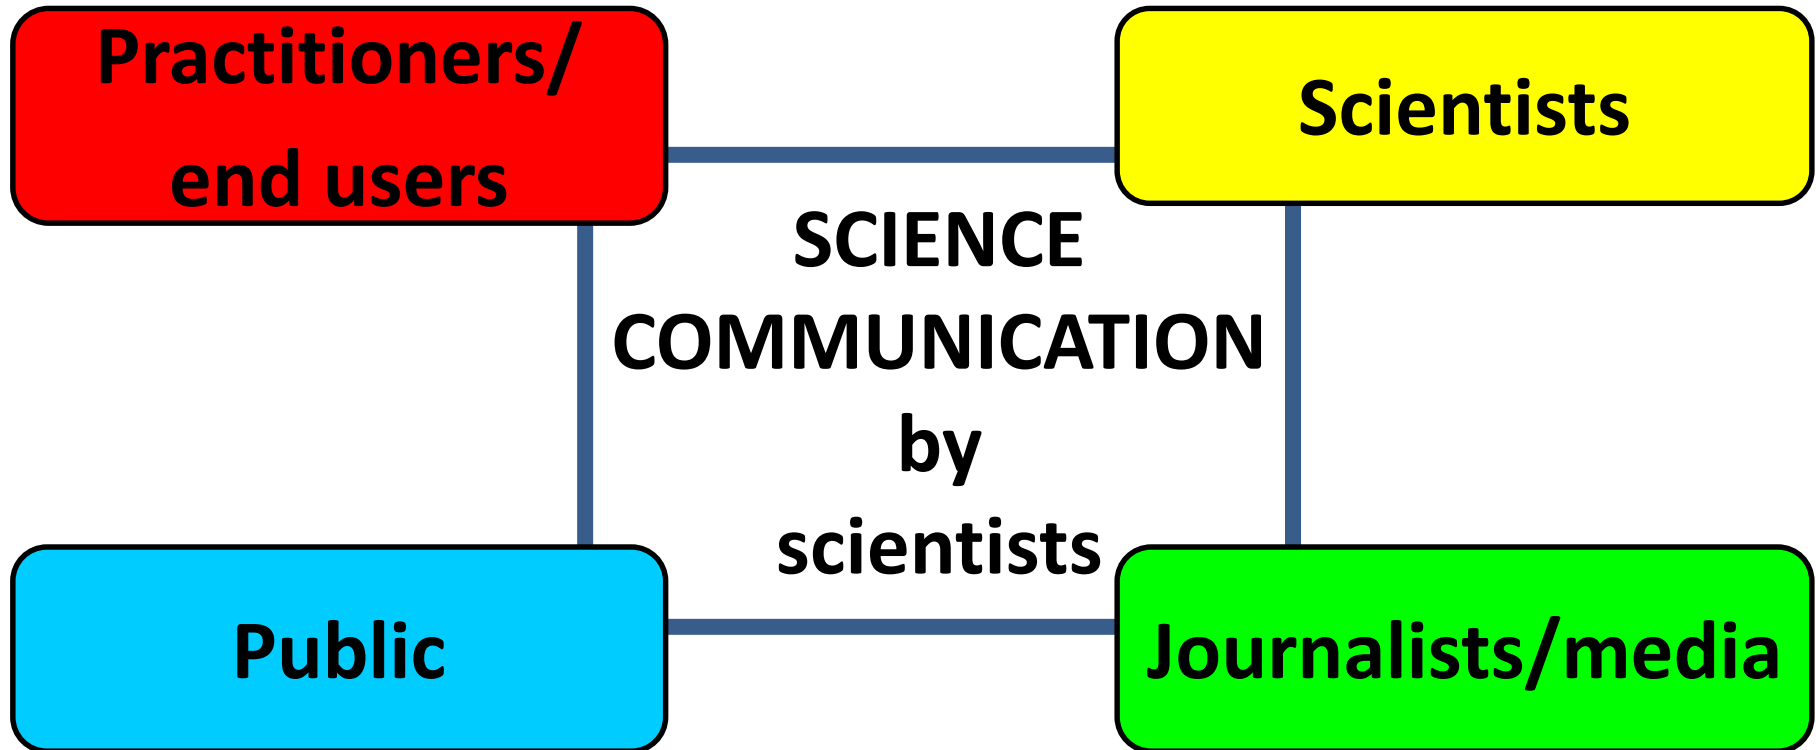 Practitioners/
end users
Scientists
SCIENCE
COMMUNICATION
by
scientists
Public
Journalists/media